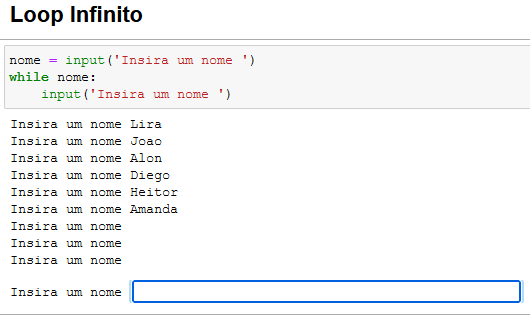 Loop Infinito
nome = input('Insira um nome ')
while nome:
    input('Insira um nome ')
Insira um nome Lira
Insira um nome Joao
Insira um nome Alon
Insira um nome Diego
Insira um nome Heitor
Insira um nome Amanda
Insira um nome
Insira um nome
Insira um nome
Insira um nome